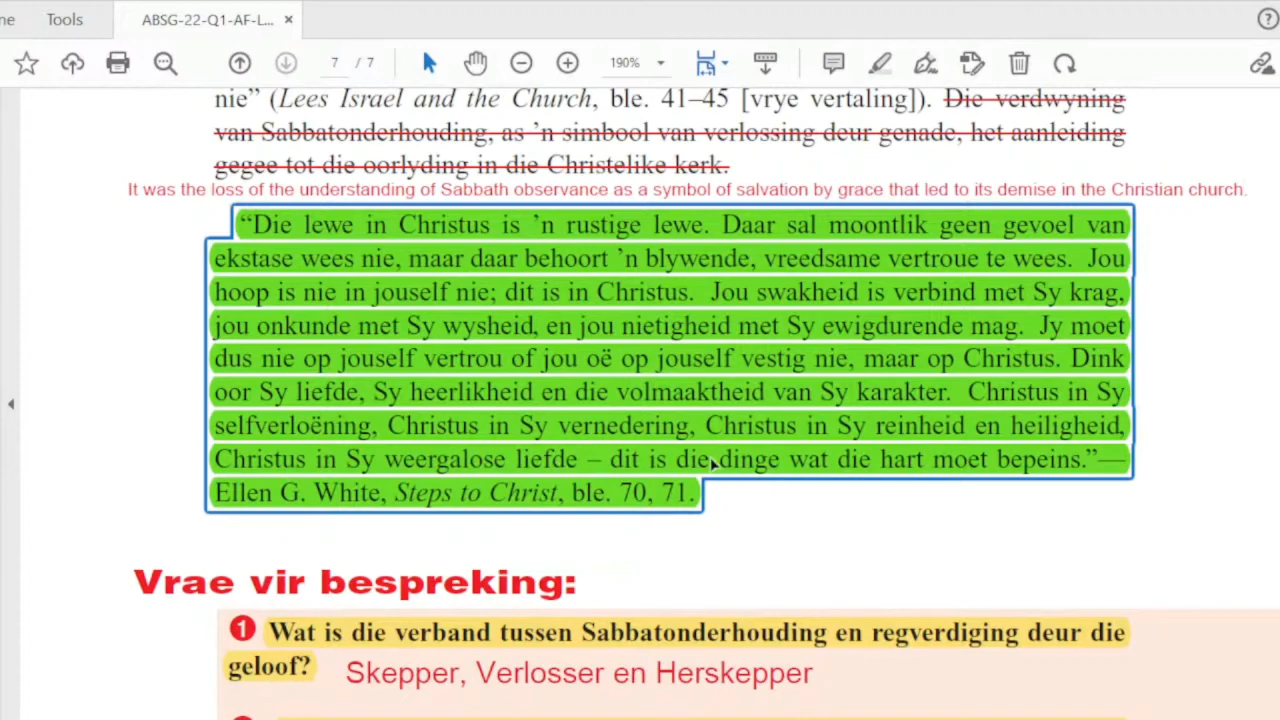 ne Tools ABSG-22-Q1-AF-L... ×
7 / 7 190%
nie” (Lees Israel and the Church, ble. 41–45 [vrye vertaling]). Die verdwyning
van Sabbatonderhouding, as ’n simbool van verlossing deur genade, het aanleiding
gegee tot die oorlyding in die Christelike kerk.
It was the loss of the understanding of Sabbath observance as a symbol of salvation by grace that led to its demise in the Christian church.
“Die lewe in Christus is ’n rustige lewe. Daar sal moontlik geen gevoel van
ekstase wees nie, maar daar behoort ’n blywende, vreedsame vertroue te wees. Jou
hoop is nie in jouself nie; dit is in Christus. Jou swakheid is verbind met Sy krag,
jou onkunde met Sy wysheid, en jou nietigheid met Sy ewigdurende mag. Jy moet
dus nie op jouself vertrou of jou oë op jouself vestig nie, maar op Christus. Dink
oor Sy liefde, Sy heerlikheid en die volmaaktheid van Sy karakter. Christus in Sy
selfverloëning, Christus in Sy vernedering, Christus in Sy reinheid en heiligheid,
Christus in Sy weergalose liefde – dit is die dinge wat die hart moet bepeins.”—
Ellen G. White, Steps to Christ, ble. 70, 71.
Vrae vir bespreking:
1 Wat is die verband tussen Sabbatonderhouding en regverdiging deur die
geloof? Skepper, Verlosser en Herskepper